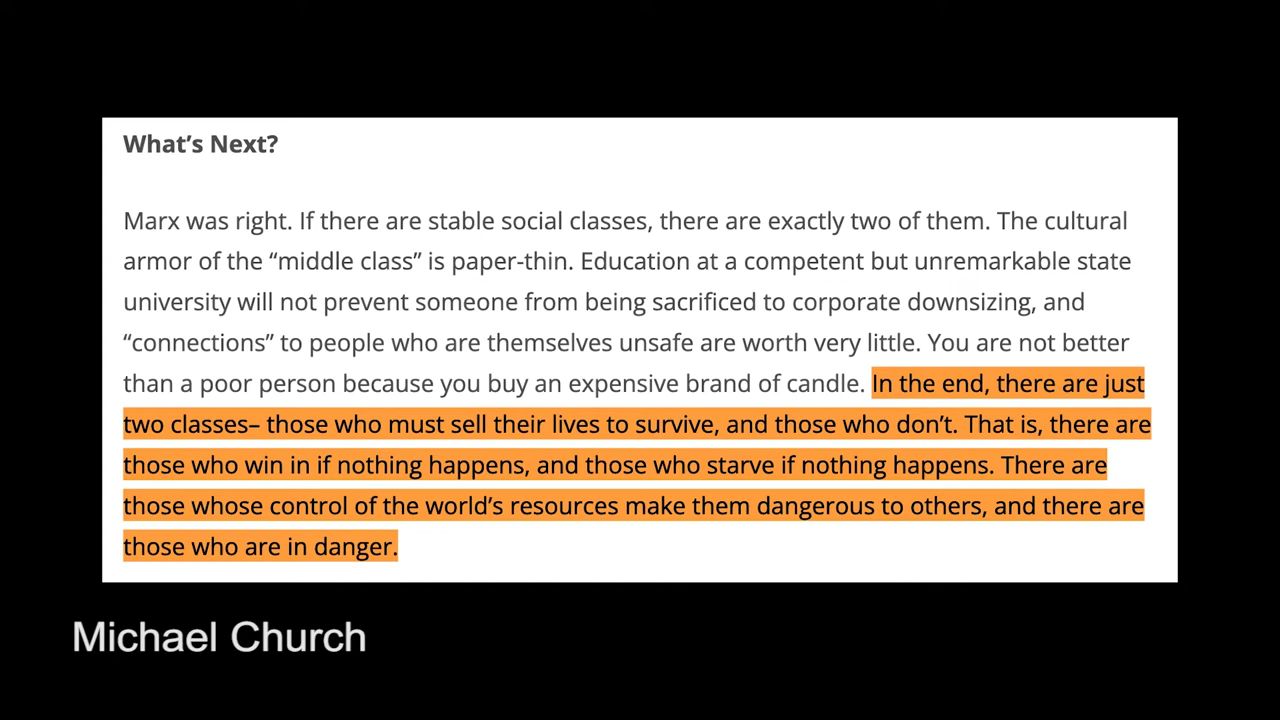 What’s Next?
Marx was right. If there are stable social classes, there are exactly two of them. The cultural
armor of the “middle class” is paper-thin. Education at a competent but unremarkable state
university will not prevent someone from being sacrificed to corporate downsizing, and
“connections” to people who are themselves unsafe are worth very little. You are not better
than a poor person because you buy an expensive brand of candle. In the end, there are just
two classes– those who must sell their lives to survive, and those who don’t. That is, there are
those who win in if nothing happens, and those who starve if nothing happens. There are
those whose control of the world’s resources make them dangerous to others, and there are
those who are in danger.
Michael Church